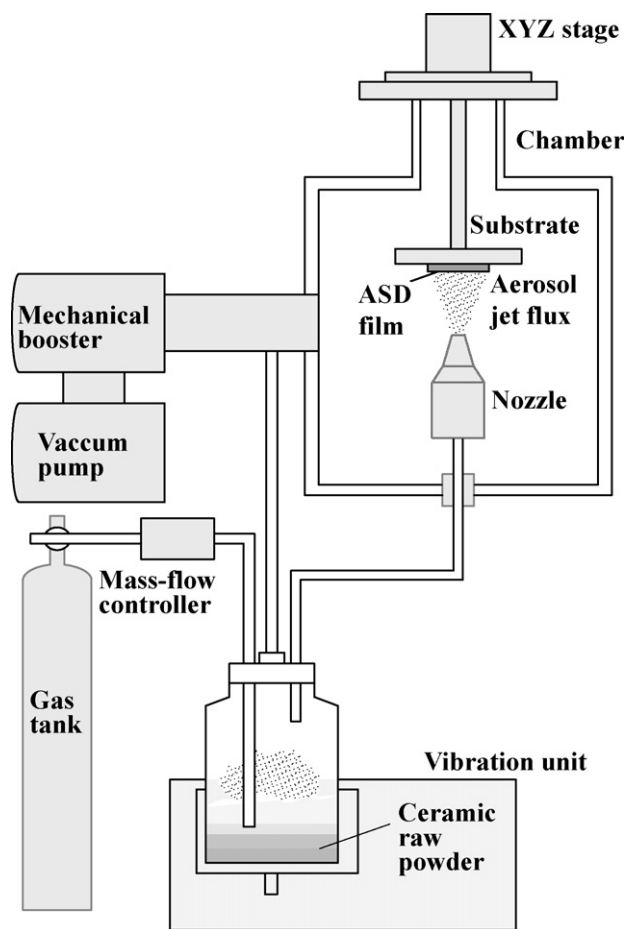 XYZ stage
Chamber
Substrate
ASD
film
Aerosol
jet flux
Mechanical
booster
Nozzle
Vaccum
pump
Mass-flow
controller
Gas
tank
Vibration unit
Ceramic
raw
powder